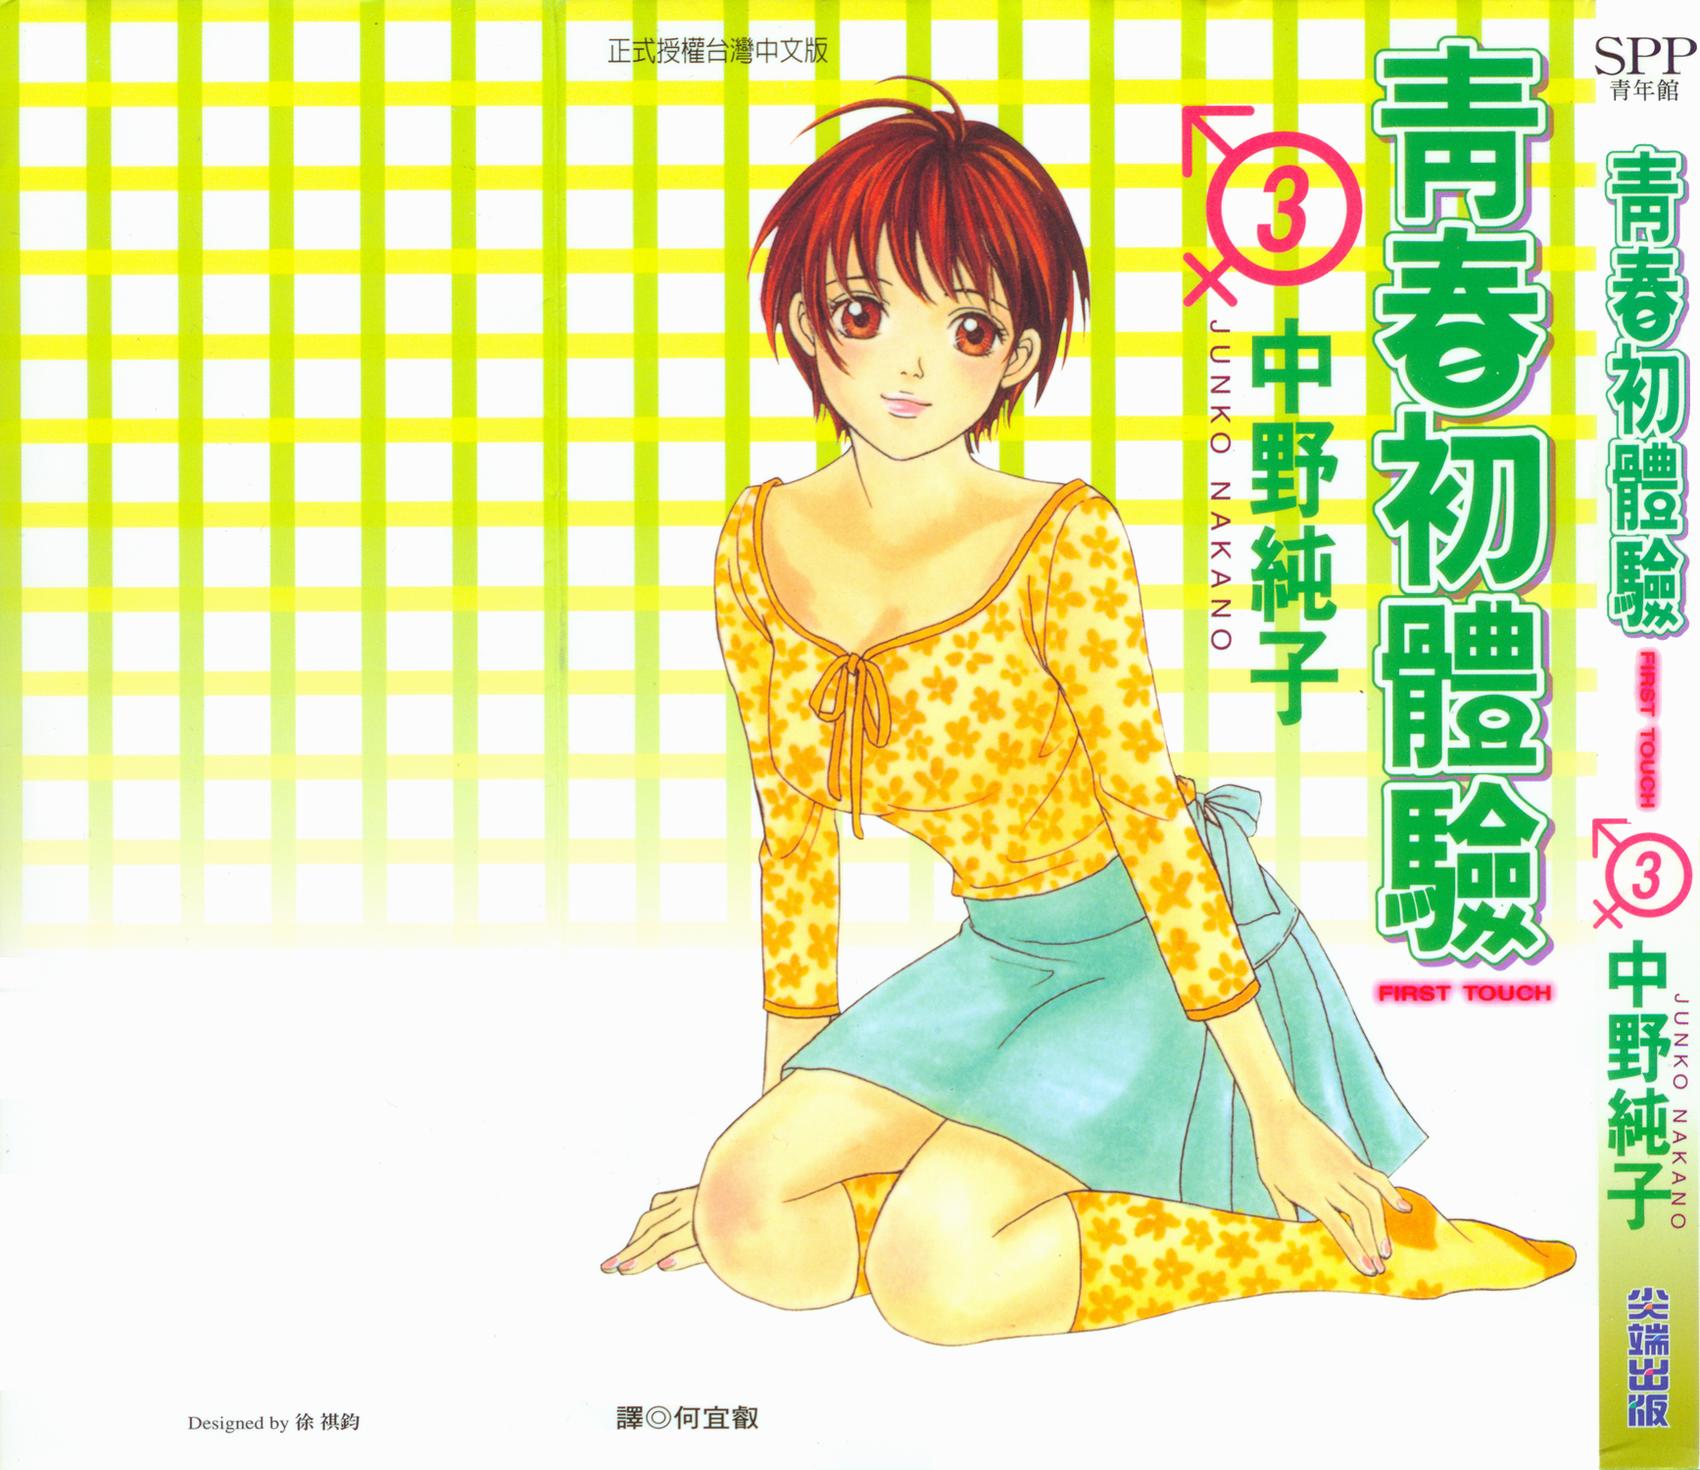 正式授權台灣中文版
青春初體驗
FIRST TOUCH
3
中野純子
JUNKO NAKANO
譯◎何宜叡
Designed by 徐 祺鈞
SPP
青年館
青春初體驗
FIRST TOUCH
3
中野純子
JUNKO NAKANO
尖端出版